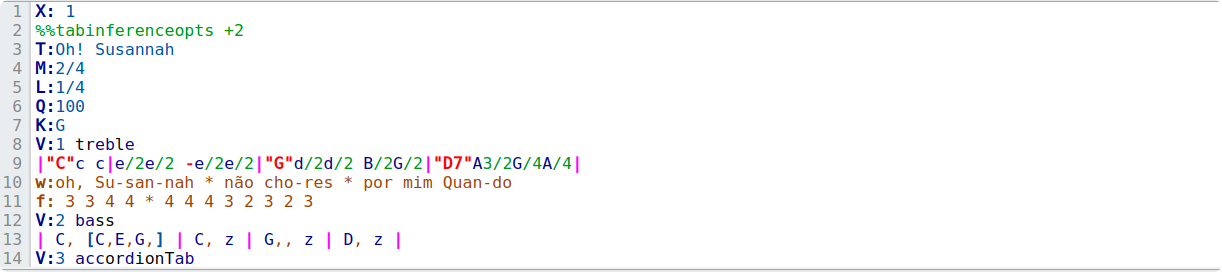 1 X: 1
2 %%tabinferenceopts +2
3 T:Oh! Susannah
4 M:2/4
5 L:1/4
6 Q:100
7 K:G
8 V:1 treble
9 |"C"c c|e/2e/2 -e/2e/2|"G"d/2d/2 B/2G/2|"D7"A3/2G/4A/4|
10 w:oh, Su-san-nah * não cho-res * por mim Quan-do
11 f: 3 3 4 4 * 4 4 4 3 2 3 2 3
12 V:2 bass
13 | C, [C,E,G,] | C, z | G,, z | D, z |
14 V:3 accordionTab